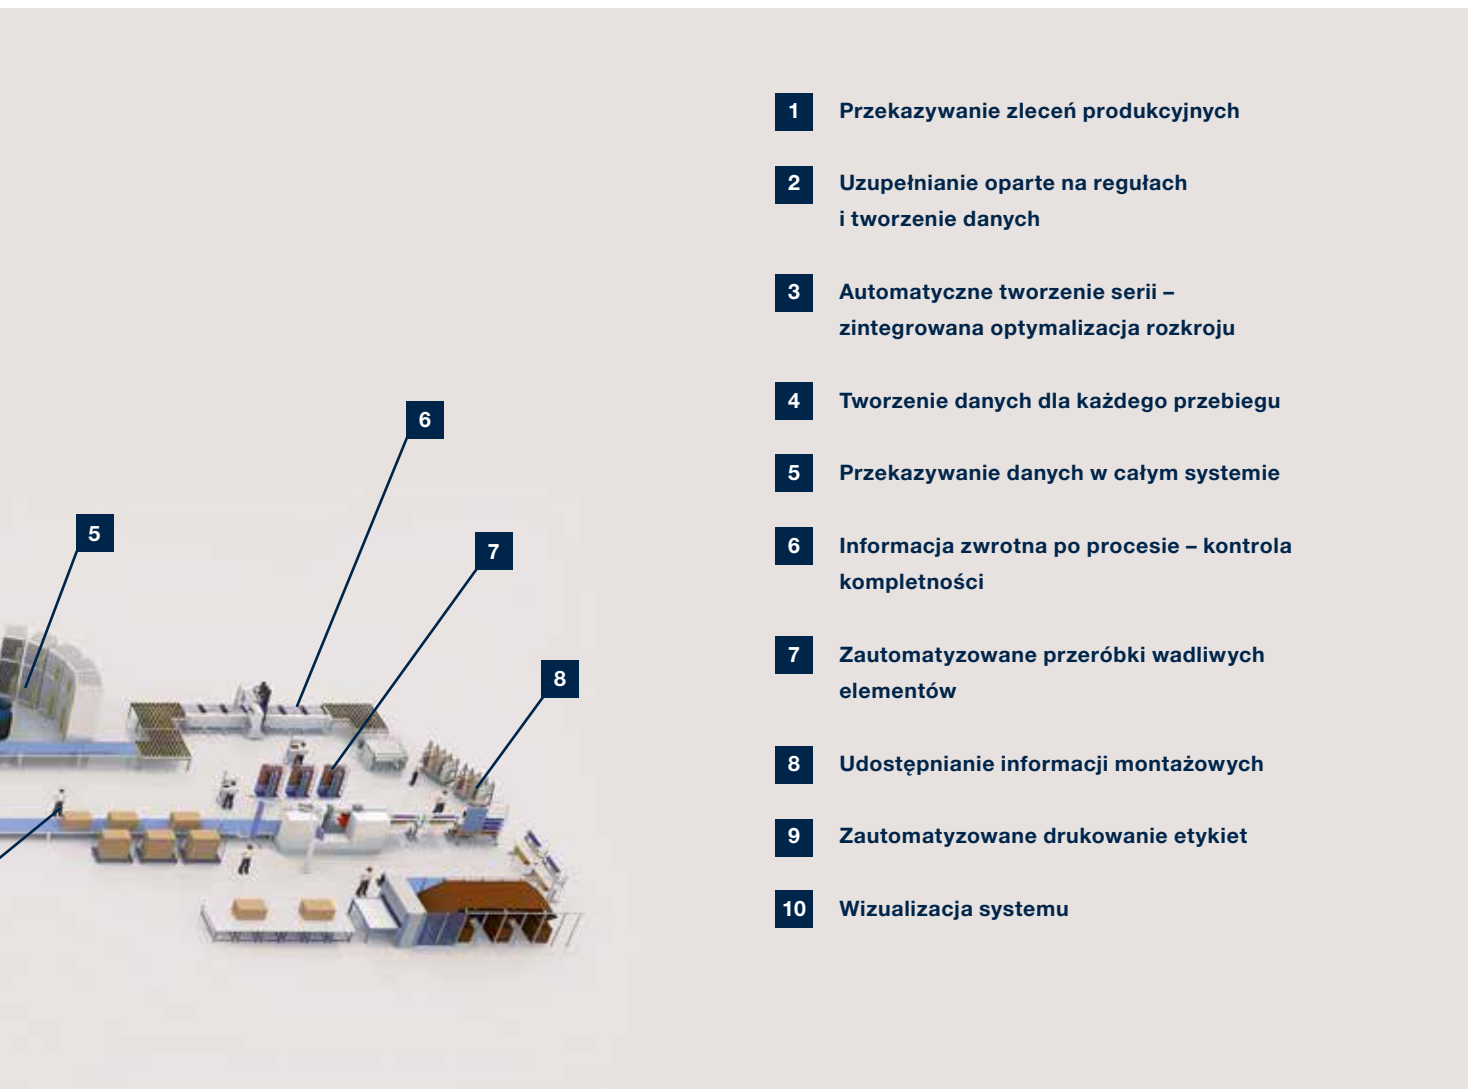 1 Przekazywanie zleceń produkcyjnych
2 Uzupełnianie oparte na regułach
i tworzenie danych
3 Automatyczne tworzenie serii –
zintegrowana optymalizacja rozkroju
4 Tworzenie danych dla każdego przebiegu
5 Przekazywanie danych w całym systemie
6 Informacja zwrotna po procesie – kontrola
kompletności
7 Zautomatyzowane przeróbki wadliwych
elementów
8 Udostępnianie informacji montażowych
9 Zautomatyzowane drukowanie etykiet
10 Wizualizacja systemu
6
5
7
8